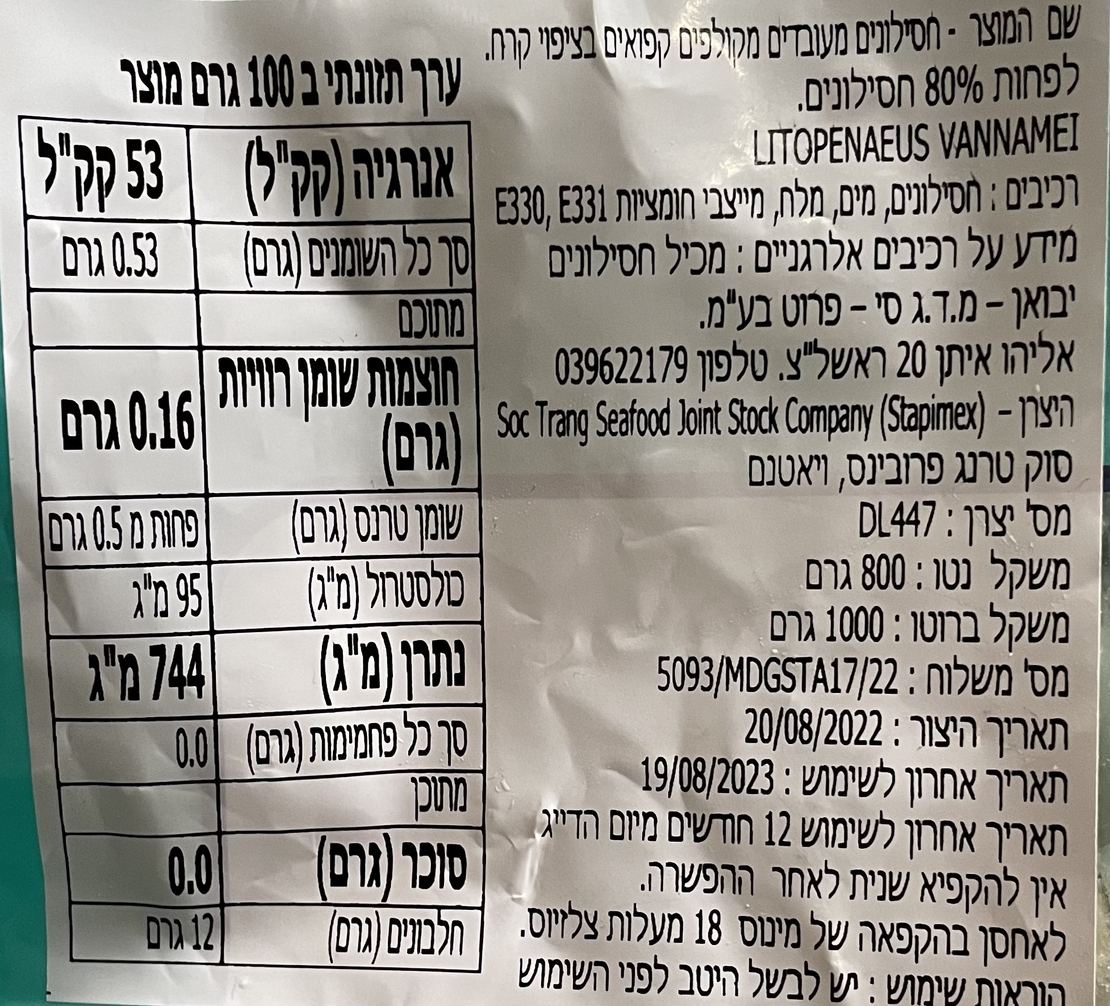 שם המוצר - חסילונים מעובדים מקולפים קפואים בציפוי קרח.
לפחות 80% חסילונים.
LITOPENAEUS VANNAMEI
רכיבים : חסילונים, מים, מלח, מייצבי חומציות E330, E331
מידע על רכיבים אלרגניים : מכיל חסילונים
יבואן – מ.ד.ג סי – פרוט בע"מ.
אליהו איתן 20 ראשל"צ. טלפון 039622179
היצרן – Soc Trang Seafood Joint Stock Company (Stapimex)
סוק טרנג פרובינס, ויאטנם
מס' יצרן : DL447
משקל נטו : 800 גרם
משקל ברוטו : 1000 גרם
מס' משלוח : 5093/MDGSTA17/22
תאריך היצור : 20/08/2022
תאריך אחרון לשימוש : 19/08/2023
תאריך אחרון לשימוש 12 חודשים מיום הדייג
אין להקפיא שנית לאחר ההפשרה.
לאחסן בהקפאה של מינוס 18 מעלות צלזיוס.
הוראות שימוש : יש לבשל היטב לפני השימוש
ערך תזונתי ב 100 גרם מוצר
אנרגיה (קק"ל) 53 קק"ל
סך כל השומנים (גרם) 0.53 גרם
מתוכם
חוצמות שומן רוויות (גרם) 0.16 גרם
שומן טרנס (גרם) פחות מ 0.5 גרם
כולסטרול (מ"ג) 95 מ"ג
נתרן (מ"ג) 744 מ"ג
סך כל פחמימות (גרם) 0.0
מתוכן
סוכר (גרם) 0.0
חלבונים (גרם) 12 גרם